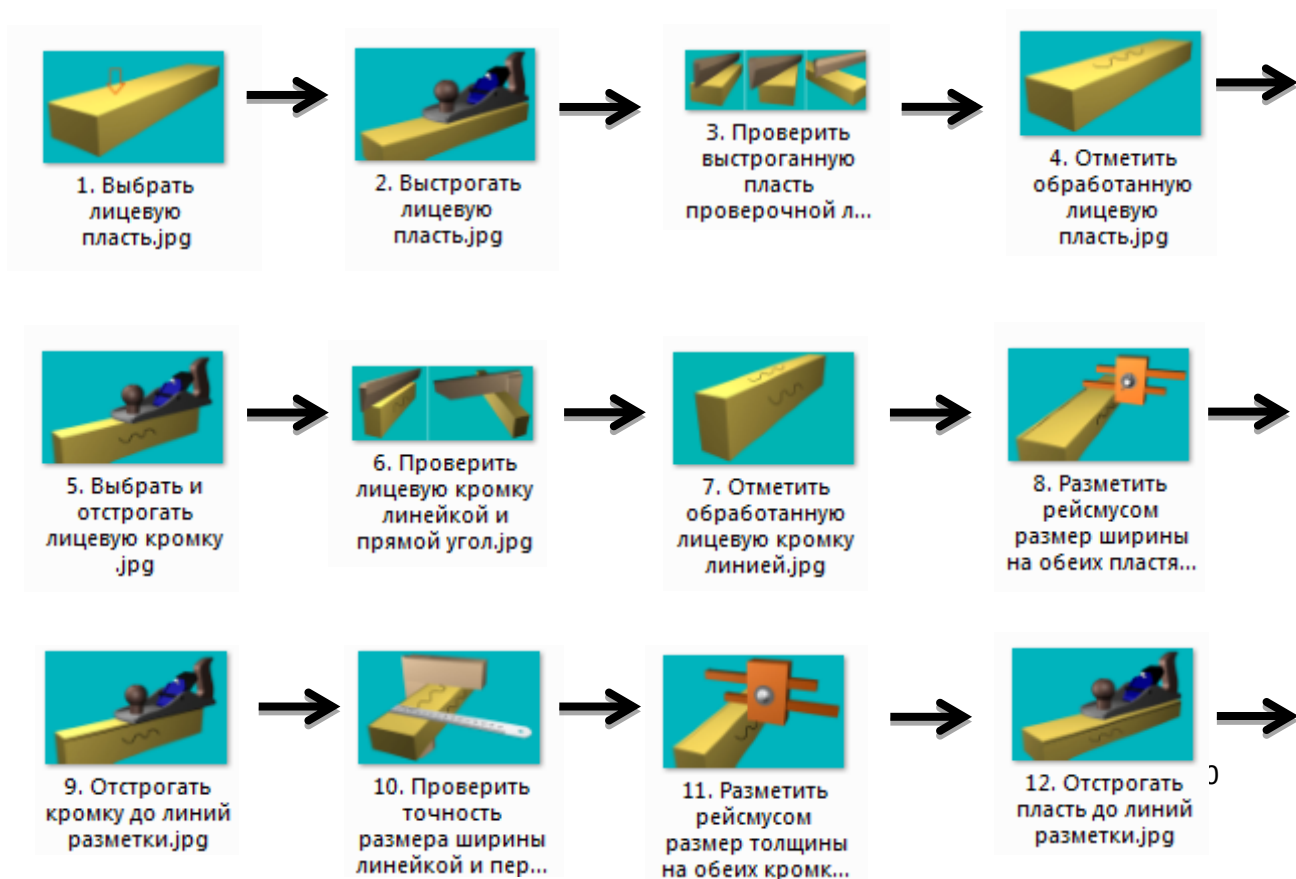 1. Выбрать
лицевую
пласть.jpg
2. Выстрогать
лицевую
пласть.jpg
3. Проверить
выстроганную
пласть
проверочной л...
4. Отметить
обработанную
лицевую
пласть.jpg
5. Выбрать и
отстрогать
лицевую кромку
.jpg
6. Проверить
лицевую кромку
линейкой и
прямой угол.jpg
7. Отметить
обработанную
лицевую кромку
линией.jpg
8. Разметить
рейсмусом
размер ширины
на обеих пластя...
9. Отстрогать
кромку до линий
разметки.jpg
10. Проверить
точность
размера ширины
линейкой и пер...
11. Разметить
рейсмусом
размер толщины
на обеих кромк...
12. Отстрогать
пласть до линий
разметки.jpg